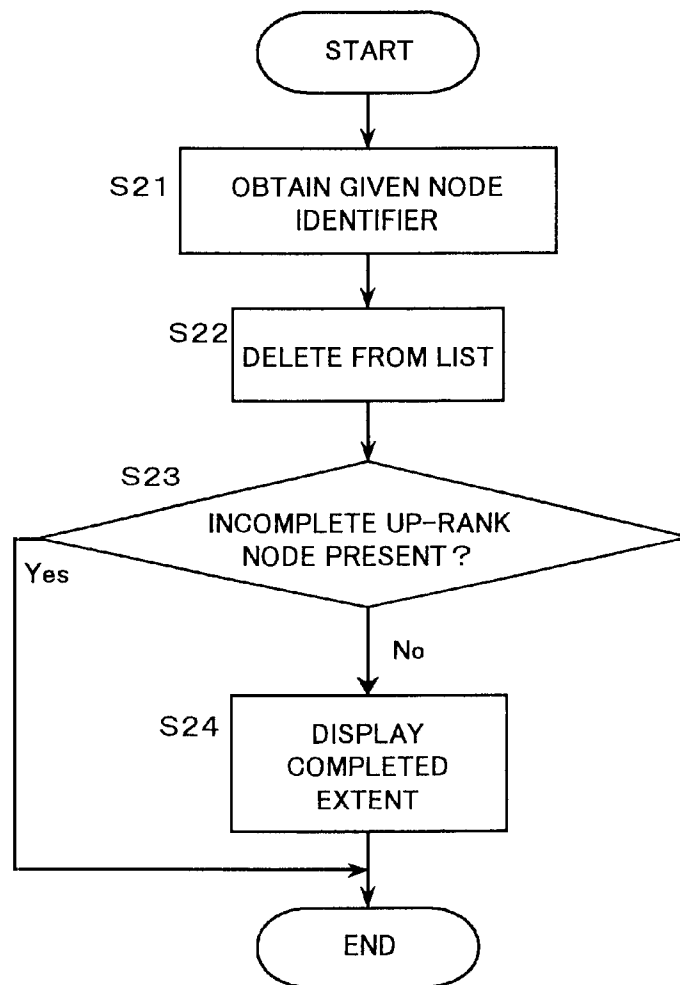 START
S21
OBTAIN GIVEN NODE
IDENTIFIER
S22
DELETE FROM LIST
S23
INCOMPLETE UP-RANK
NODE PRESENT?
Yes
No
S24
DISPLAY
COMPLETED
EXTENT
END